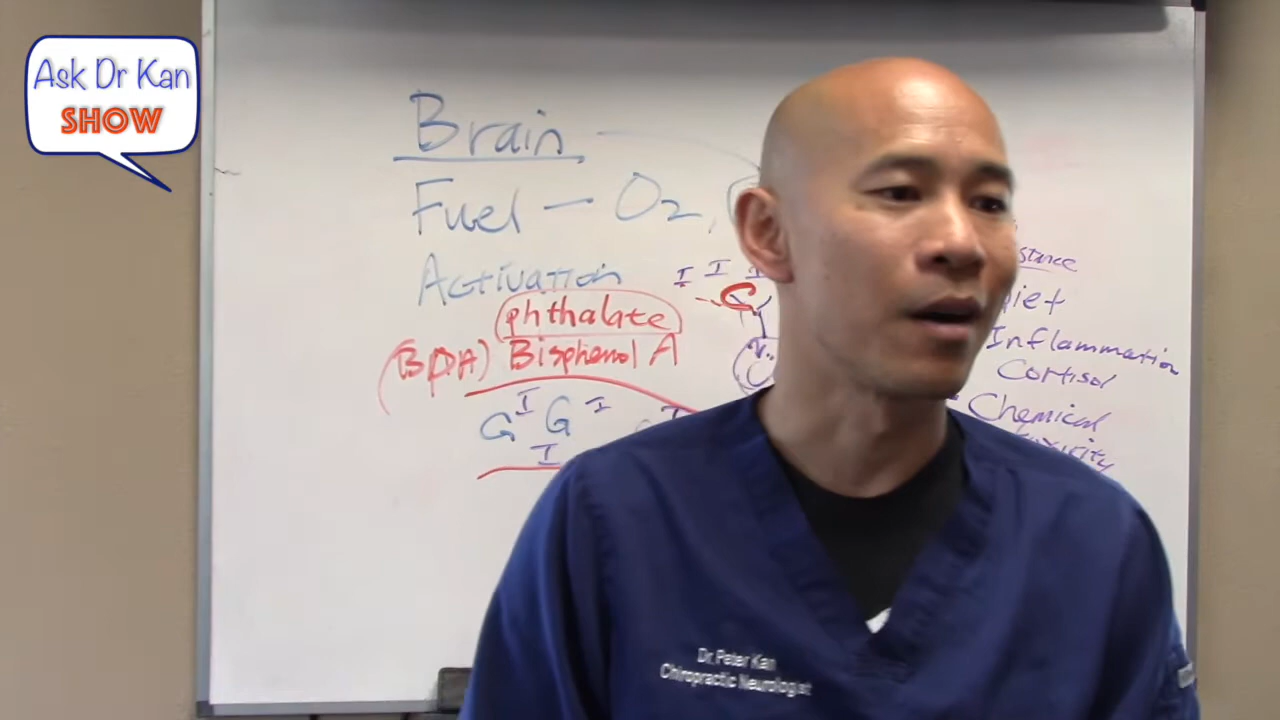 Ask Dr Kan
SHOW
Brain
Fuel — O2,
Activation
I I I
G
phthalate
(BPA) Bisphenol A
G I G I
I
I
stance
Diet
Inflammation
Cortisol
Chemical
Dr. Peter Kan
Chiropractic Neurologist